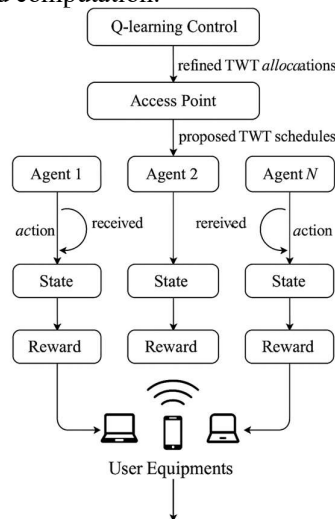 d computation.
Q-learning Control
refined TWT allocaations
Access Point
proposed TWT schedules
Agent 1 Agent 2 Agent N
action received rereived action
State State State
Reward Reward Reward
User Equipments